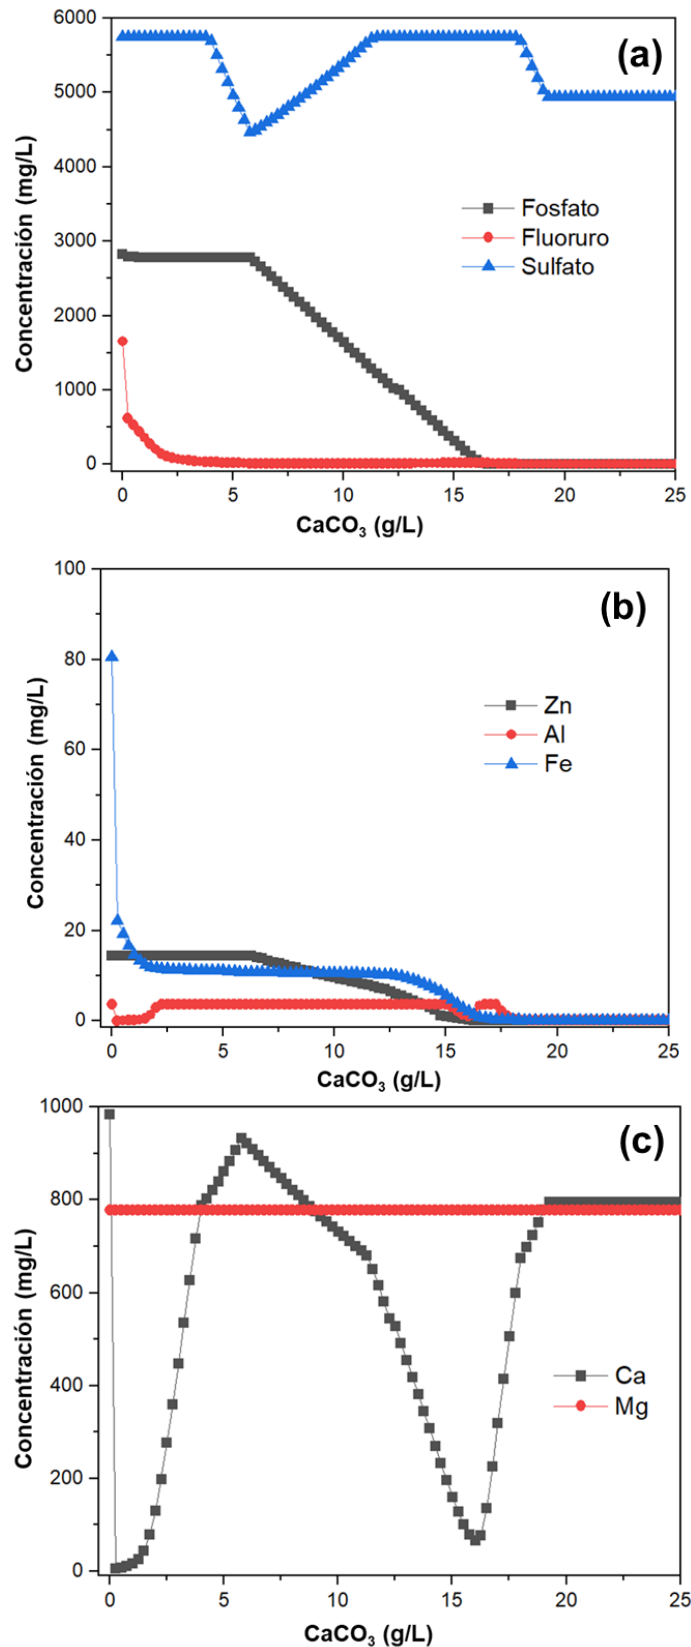 (a)
6000
5000
4000
3000
2000
1000
0
Concentración (mg/L)
Fosfato
Fluoruro
Sulfato
0 5 10 15 20 25
CaCO₃ (g/L)
(b)
100
80
60
40
20
0
Concentración (mg/L)
Zn
Al
Fe
0 5 10 15 20 25
CaCO₃ (g/L)
(c)
1000
800
600
400
200
0
Concentración (mg/L)
Ca
Mg
0 5 10 15 20 25
CaCO₃ (g/L)